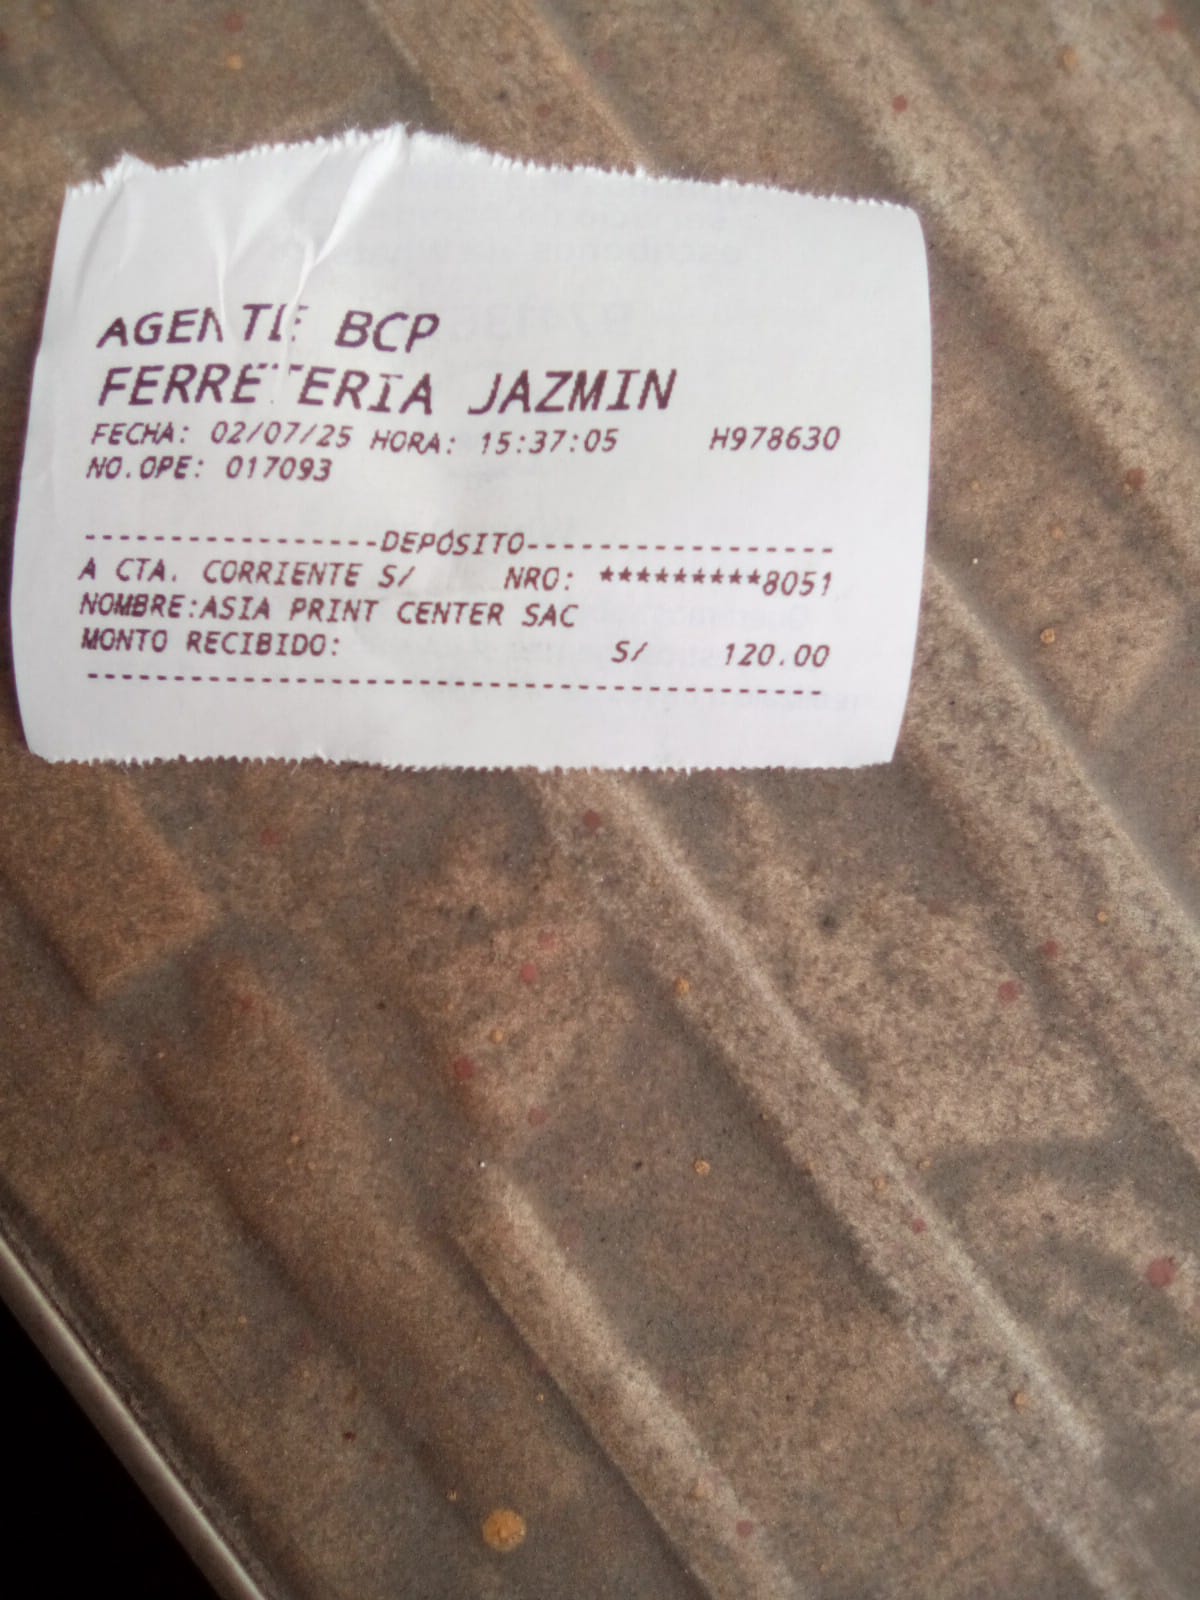 AGENTE BCP
FERRETERIA JAZMIN
FECHA: 02/07/25 HORA: 15:37:05 H978630
NO.OPE: 017093
------------------DEPÓSITO------------------
A CTA. CORRIENTE S/ NRO: *********8051
NOMBRE:ASIA PRINT CENTER SAC
MONTO RECIBIDO: S/ 120.00
--------------------------------------------